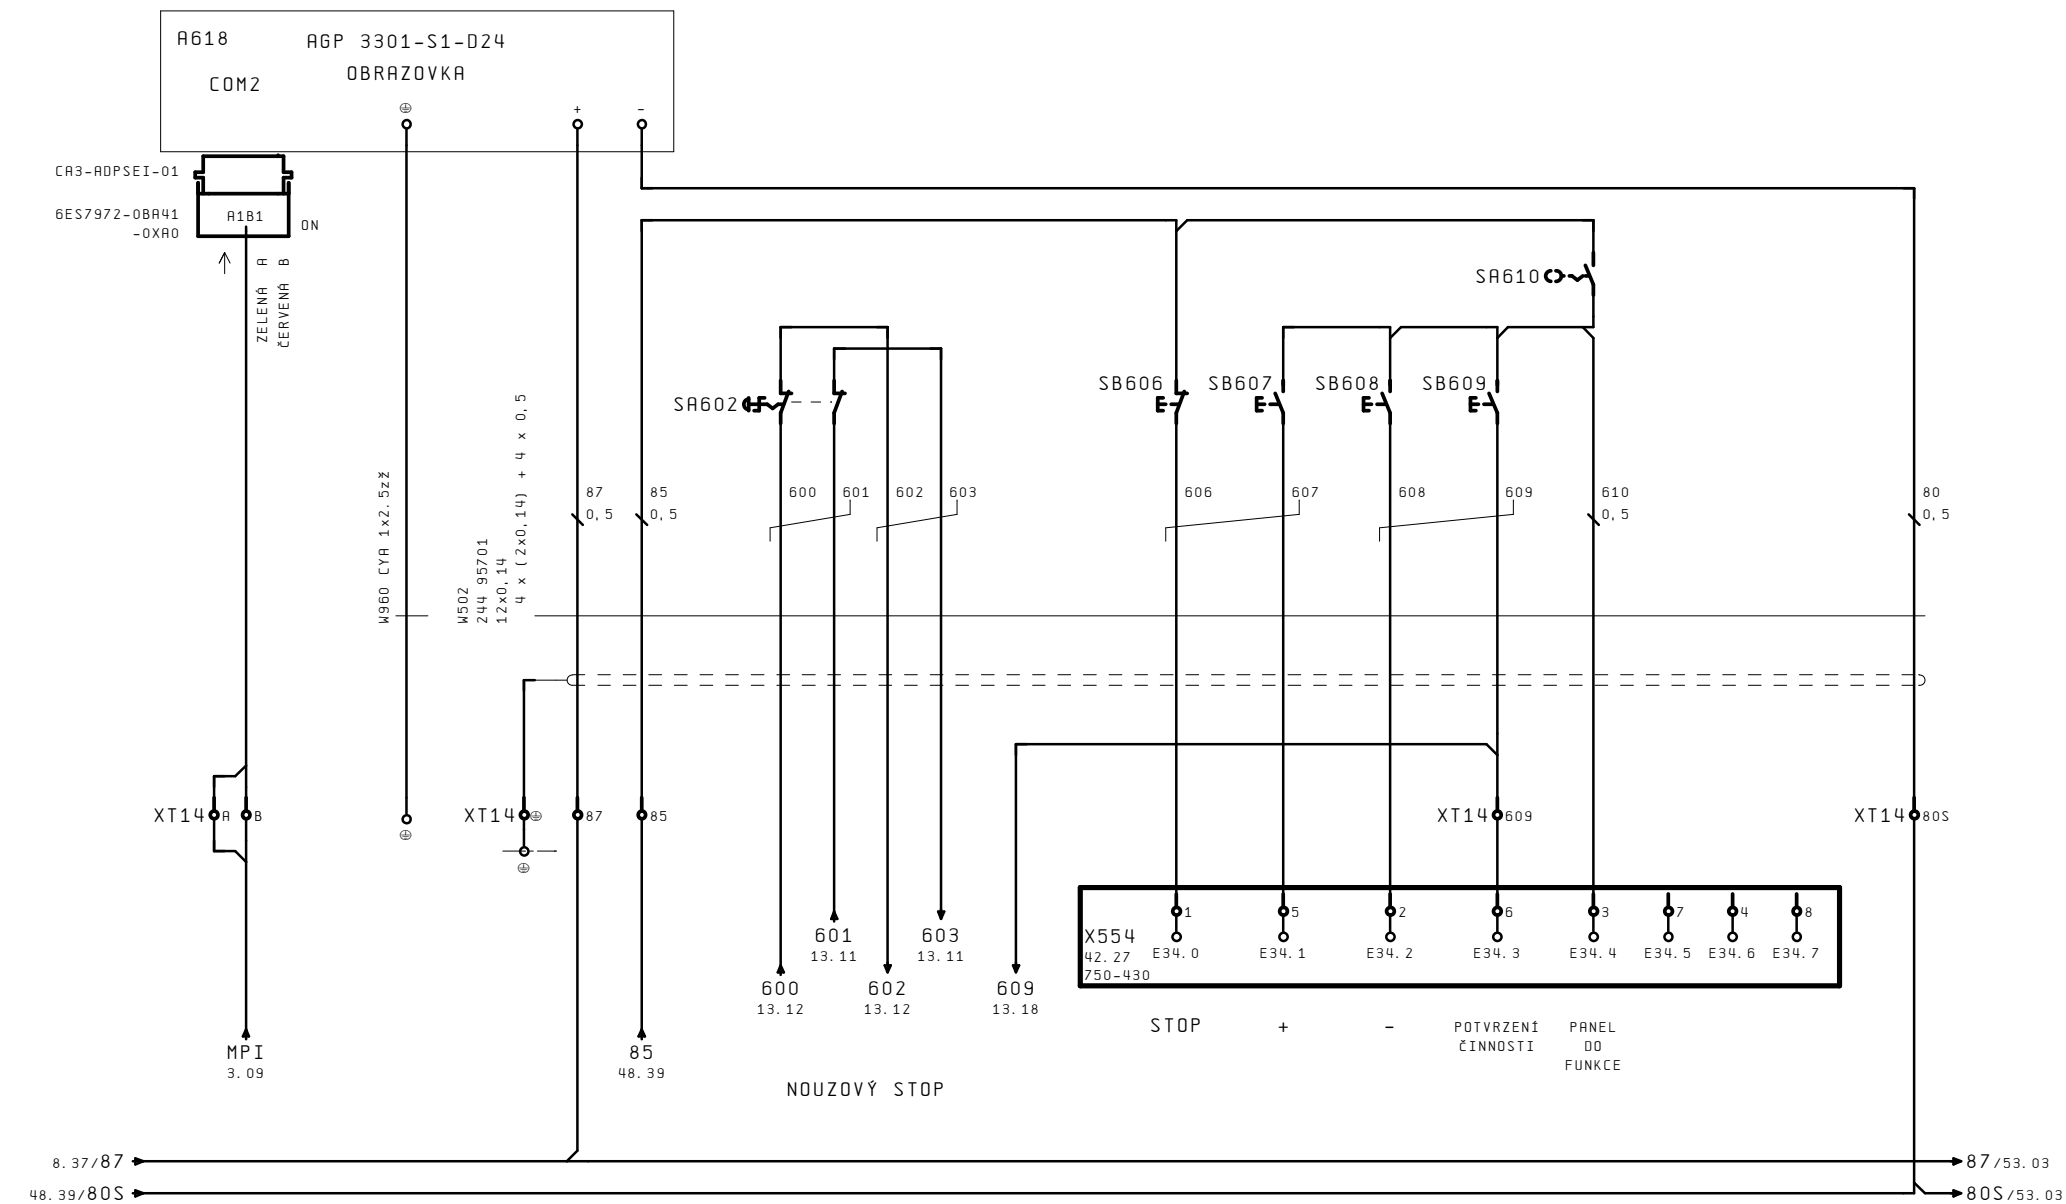 A618
AGP 3301-S1-D24
OBRAZOVKA
COM2
+
-
CA3-ADPSEI-01
6ES7972-0BA41
-0XA0
A1B1
ON
ZELENÁ A
ČERVENÁ B
SA610
SA602
SB606
SB607
SB608
SB609
W960 CYA 1x2.5zž
W502
244 95701
12x0,14
4 x (2x0,14) + 4 x 0,5
87
0,5
85
0,5
600
601
602
603
606
607
608
609
610
0,5
80
0,5
XT14
A
B
XT14
87
85
XT14
609
XT14
80S
601
13.11
603
13.11
600
13.12
602
13.12
609
13.18
X554
42.27
750-430
1
5
2
6
3
7
4
8
E34.0
E34.1
E34.2
E34.3
E34.4
E34.5
E34.6
E34.7
STOP
+
-
POTVRZENÍ
ČINNOSTI
PANEL
DO
FUNKCE
MPI
3.09
85
48.39
NOUZOVÝ STOP
8.37/87
87/53.03
48.39/80S
80S/53.03